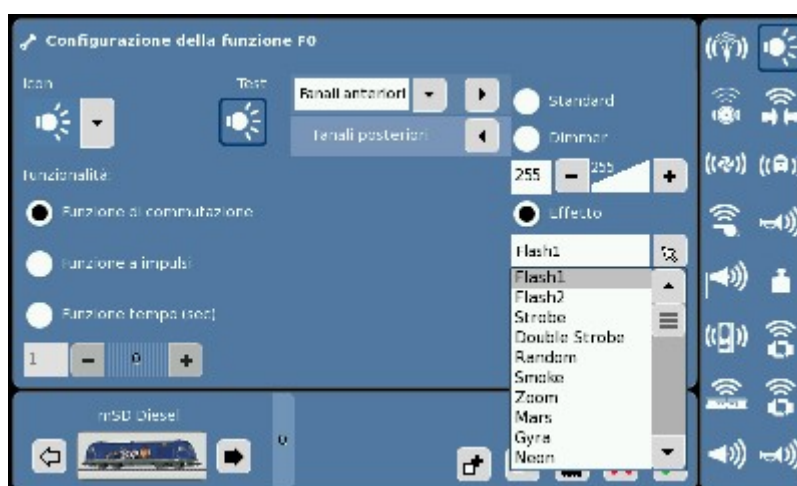 Configurazione della funzione F0
Icon
Test
Fanali anteriori
Fanali posteriori
Standard
Dimmer
255
255
Funzionalità:
Funzione di commutazione
Effetto
Flash1
Funzione a impulsi
Flash1
Flash2
Strobe
Funzione tempo (sec)
Double Strobe
Random
1
0
Smoke
Zoom
Mars
Gyra
Neon
mSD Diesel
0